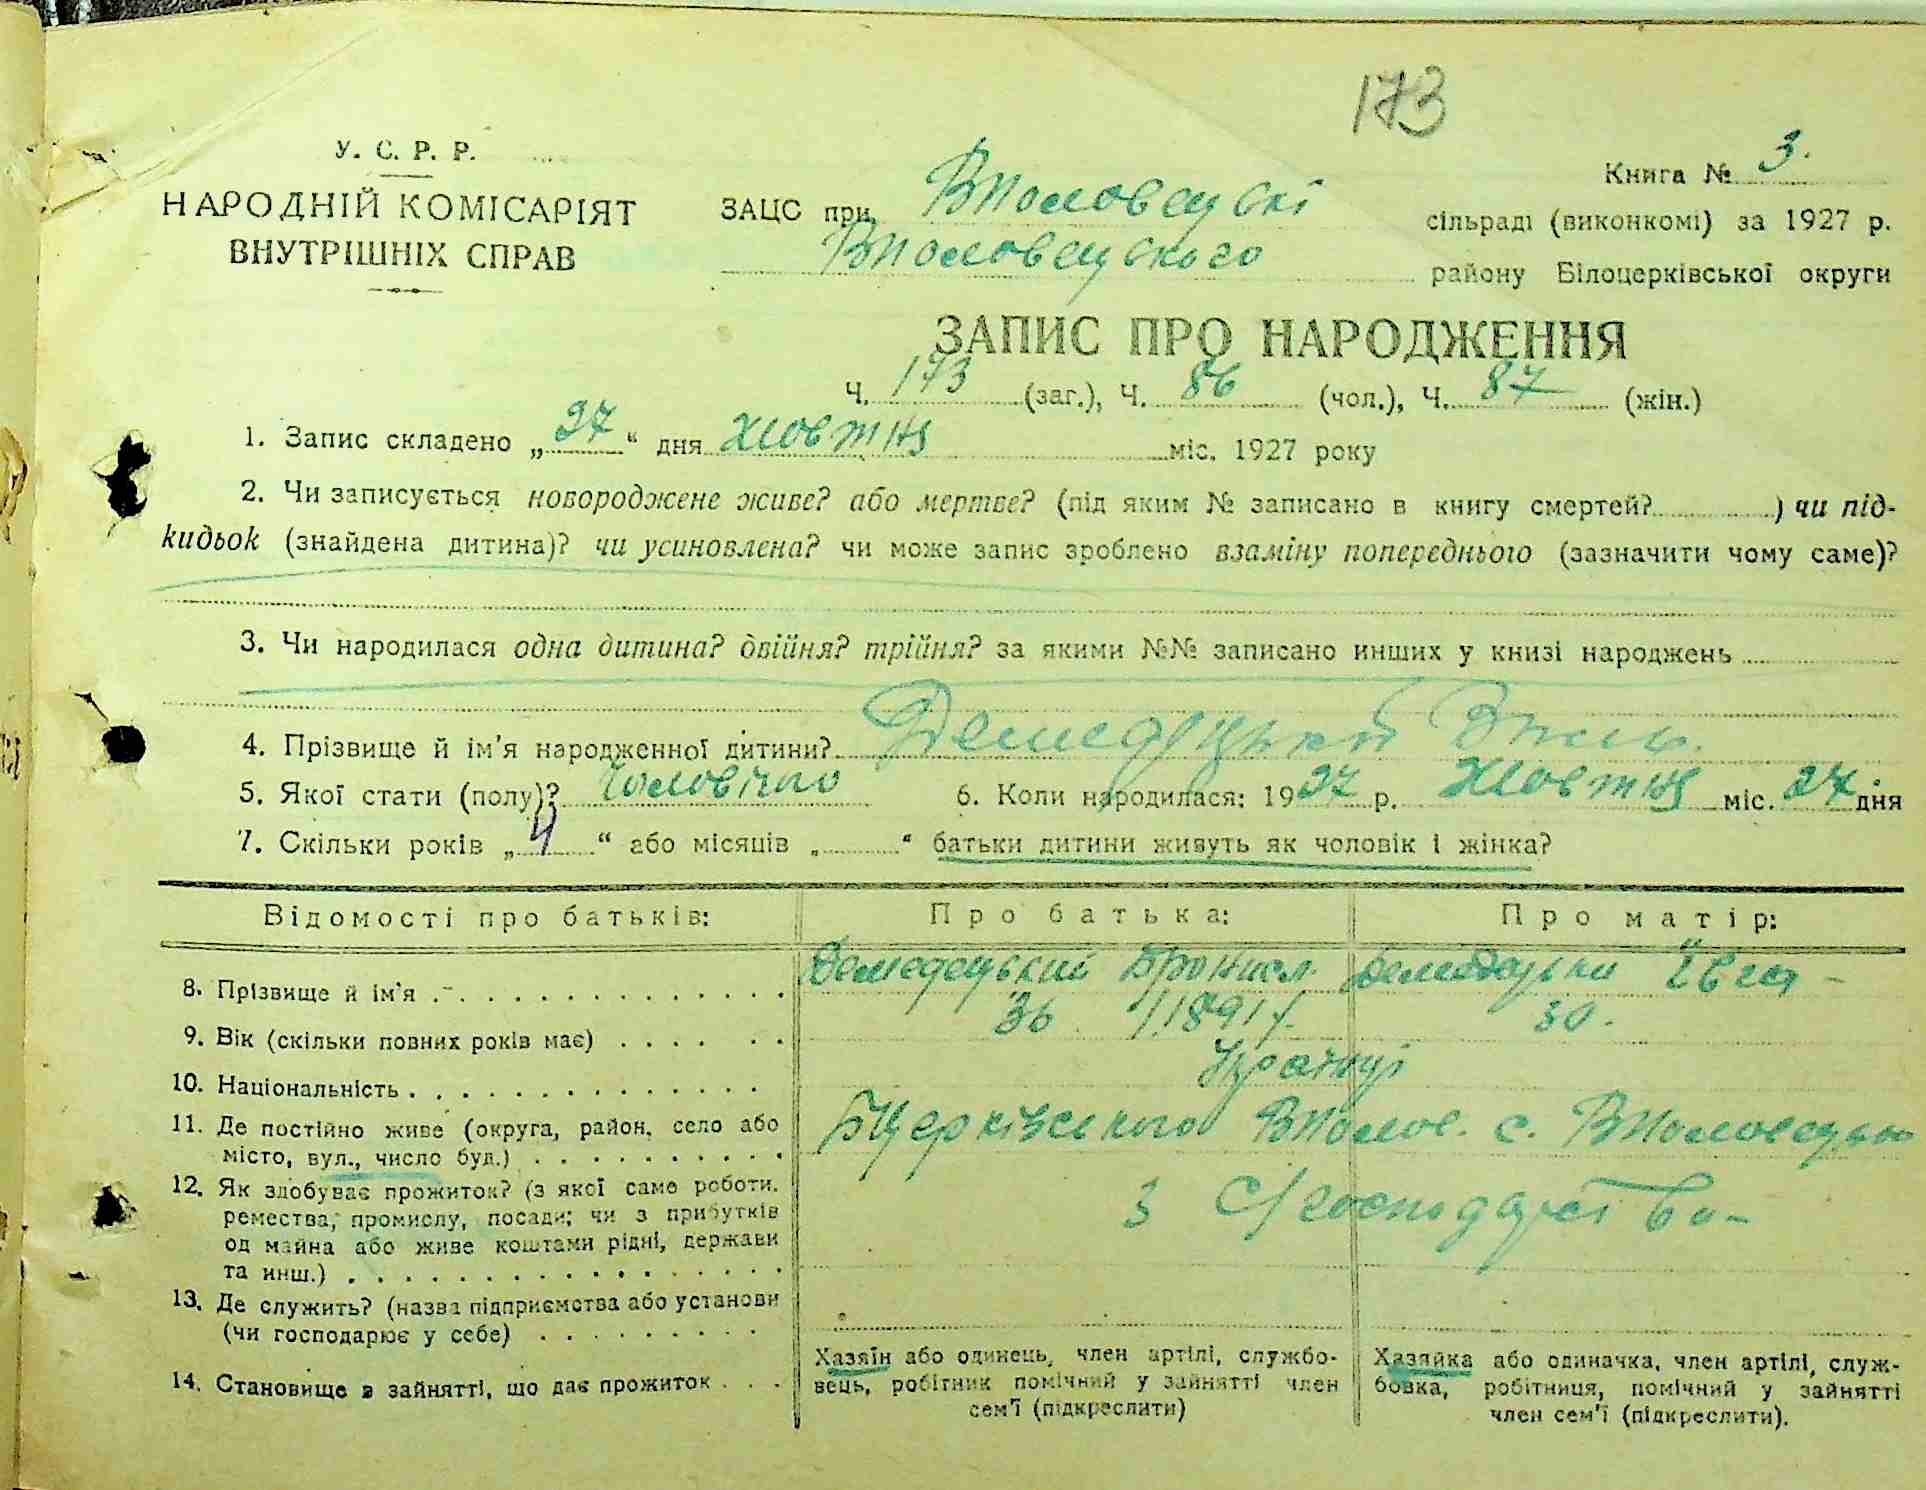 173
У. С. Р. Р.
НАРОДНІЙ КОМІСАРІЯТ
ВНУТРІШНІХ СПРАВ
Книга № 3.
ЗАЦС при ВПоловецькі сільраді (виконкомі) за 1927 р.
ВПоловецького району Білоцерківської округи
ЗАПИС ПРО НАРОДЖЕННЯ
Ч. 173 (заг.), Ч. 86 (чол.), Ч. 87 (жін.)
1. Запис складено „27“ дня жовтня міс. 1927 року
2. Чи записується новороджене живе? або мертве? (під яким № записано в книгу смертей? ) чи під-
кидьок (знайдена дитина)? чи усиновлена? чи може запис зроблено взаміну попереднього (зазначити чому саме)?
3. Чи народилася одна дитина? двійня? трійня? за якими №№ записано инших у книзі народжень
4. Прізвище й ім'я народженної дитини?
5. Якої стати (полу)? Чоловічо 6. Коли народилася: 1927 р. Жовтня міс. 27 дня
7. Скільки років „4“ або місяців „ “ батьки дитини живуть як чоловік і жінка?
Відомості про батьків: Про батька: Про матір:
8. Прізвище й ім'я Бронисл.
9. Вік (скільки повних років має) 36 1891 30.
10. Національність
11. Де постійно живе (округа, район, село або
місто, вул., число буд.) БЦерківського ВПолов. с. ВПоловецьке
12. Як здобуває прожиток? (з якої саме роботи,
ремества, промислу, посади; чи з прибутків
од майна або живе коштами рідні, держави
та инш.) З С/господарства
13. Де служить? (назва підприємства або установи
(чи господарює у себе)
14. Становище в зайнятті, що дає прожиток
Хазяїн або одинець, член артілі, службо-
вець, робітник помічний у зайнятті член
сем'ї (підкреслити)
Хазяйка або одиначка, член артілі, служ-
бовка, робітниця, помічний у зайнятті
член сем'ї (підкреслити).